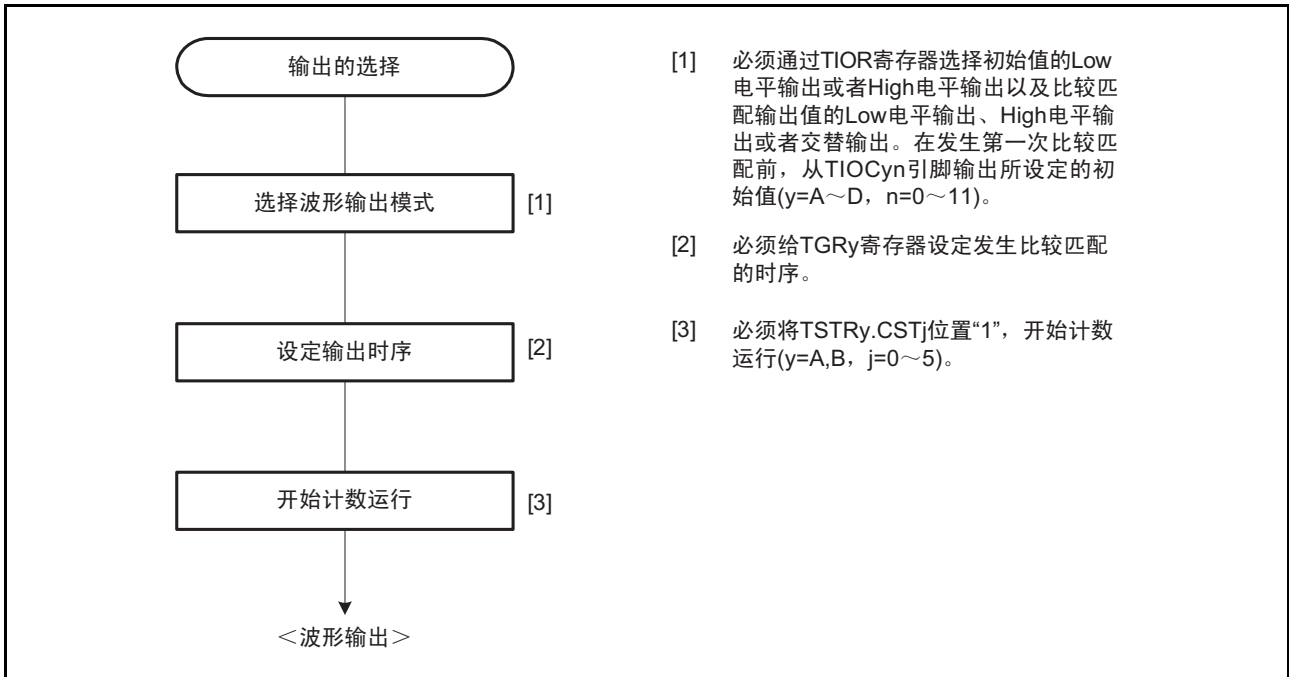 输出的选择
选择波形输出模式 [1]
设定输出时序 [2]
开始计数运行 [3]
＜波形输出＞
[1] 必须通过TIOR寄存器选择初始值的Low
电平输出或者High电平输出以及比较匹
配输出值的Low电平输出、High电平输
出或者交替输出。在发生第一次比较匹
配前，从TIOCyn引脚输出所设定的初
始值(y=A～D，n=0～11)。
[2] 必须给TGRy寄存器设定发生比较匹配
的时序。
[3] 必须将TSTRy.CSTj位置“1”，开始计数
运行(y=A,B，j=0～5)。